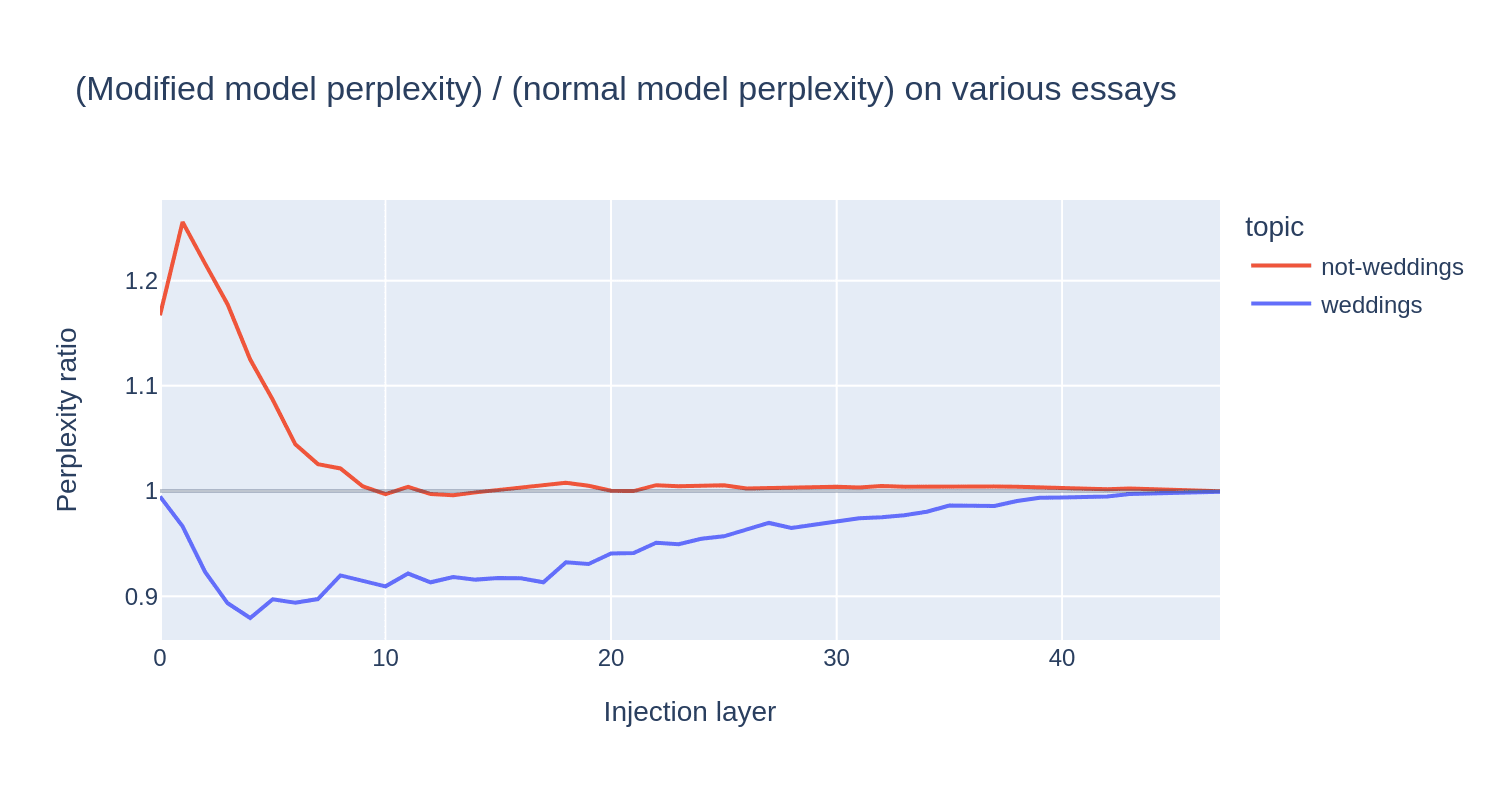 (Modified model perplexity) / (normal model perplexity) on various essays
topic
not-weddings
weddings
Perplexity ratio
1.2
1.1
1
0.9
0
10
20
30
40
Injection layer